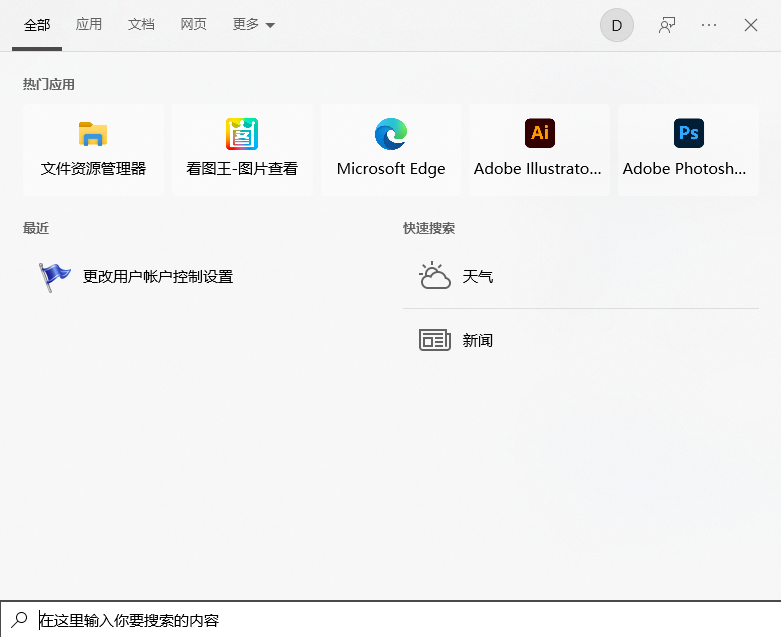 全部 应用 文档 网页 更多 D
热门应用
文件资源管理器 看图王-图片查看 Microsoft Edge Adobe Illustrato... Adobe Photosh...
最近 快速搜索
更改用户帐户控制设置 天气
新闻
在这里输入你要搜索的内容